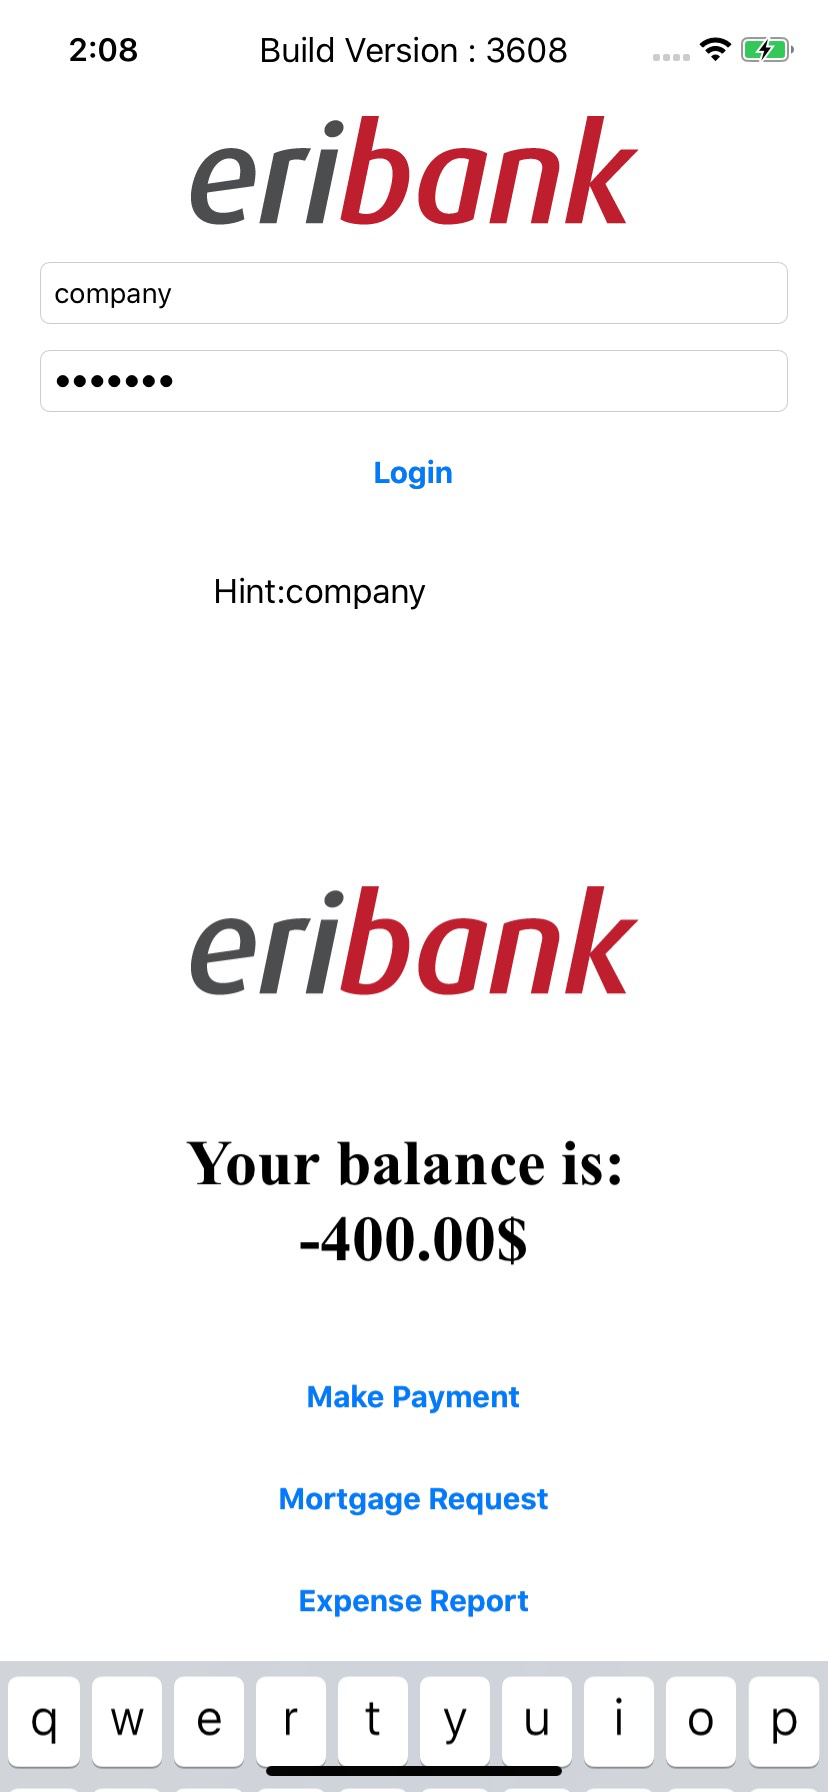 2:08 Build Version : 3608
eribank
company
•••••••
Login
Hint:company
eribank
Your balance is:
-400.00$
Make Payment
Mortgage Request
Expense Report
q w e r t y u i o p